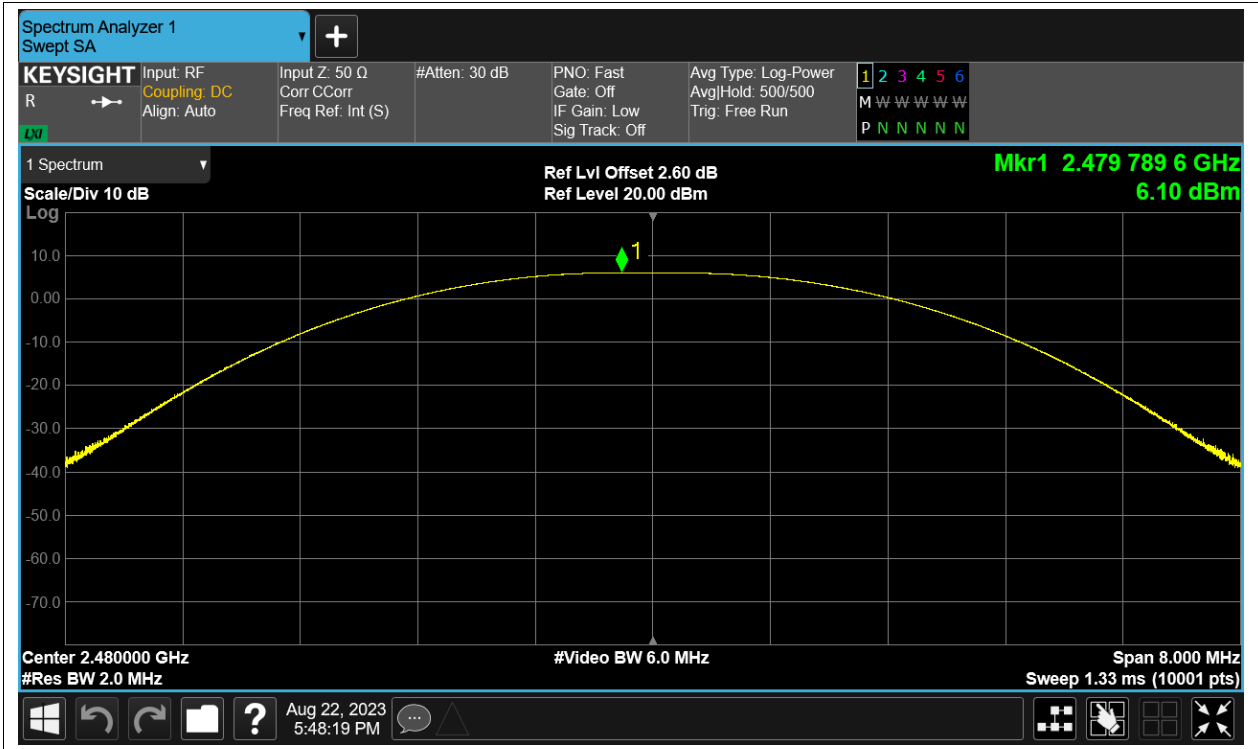 Spectrum Analyzer 1
Swept SA
KEYSIGHT
R
LXI
Input: RF
Coupling: DC
Align: Auto
Input Z: 50 Ω
Corr CCorr
Freq Ref: Int (S)
#Atten: 30 dB
PNO: Fast
Gate: Off
IF Gain: Low
Sig Track: Off
Avg Type: Log-Power
Avg|Hold: 500/500
Trig: Free Run
1 2 3 4 5 6
M W W W W W
P N N N N N
1 Spectrum
Scale/Div 10 dB
Log
Ref Lvl Offset 2.60 dB
Ref Level 20.00 dBm
Mkr1 2.479 789 6 GHz
6.10 dBm
1
10.0
0.00
-10.0
-20.0
-30.0
-40.0
-50.0
-60.0
-70.0
Center 2.480000 GHz
#Res BW 2.0 MHz
#Video BW 6.0 MHz
Span 8.000 MHz
Sweep 1.33 ms (10001 pts)
?
Aug 22, 2023
5:48:19 PM